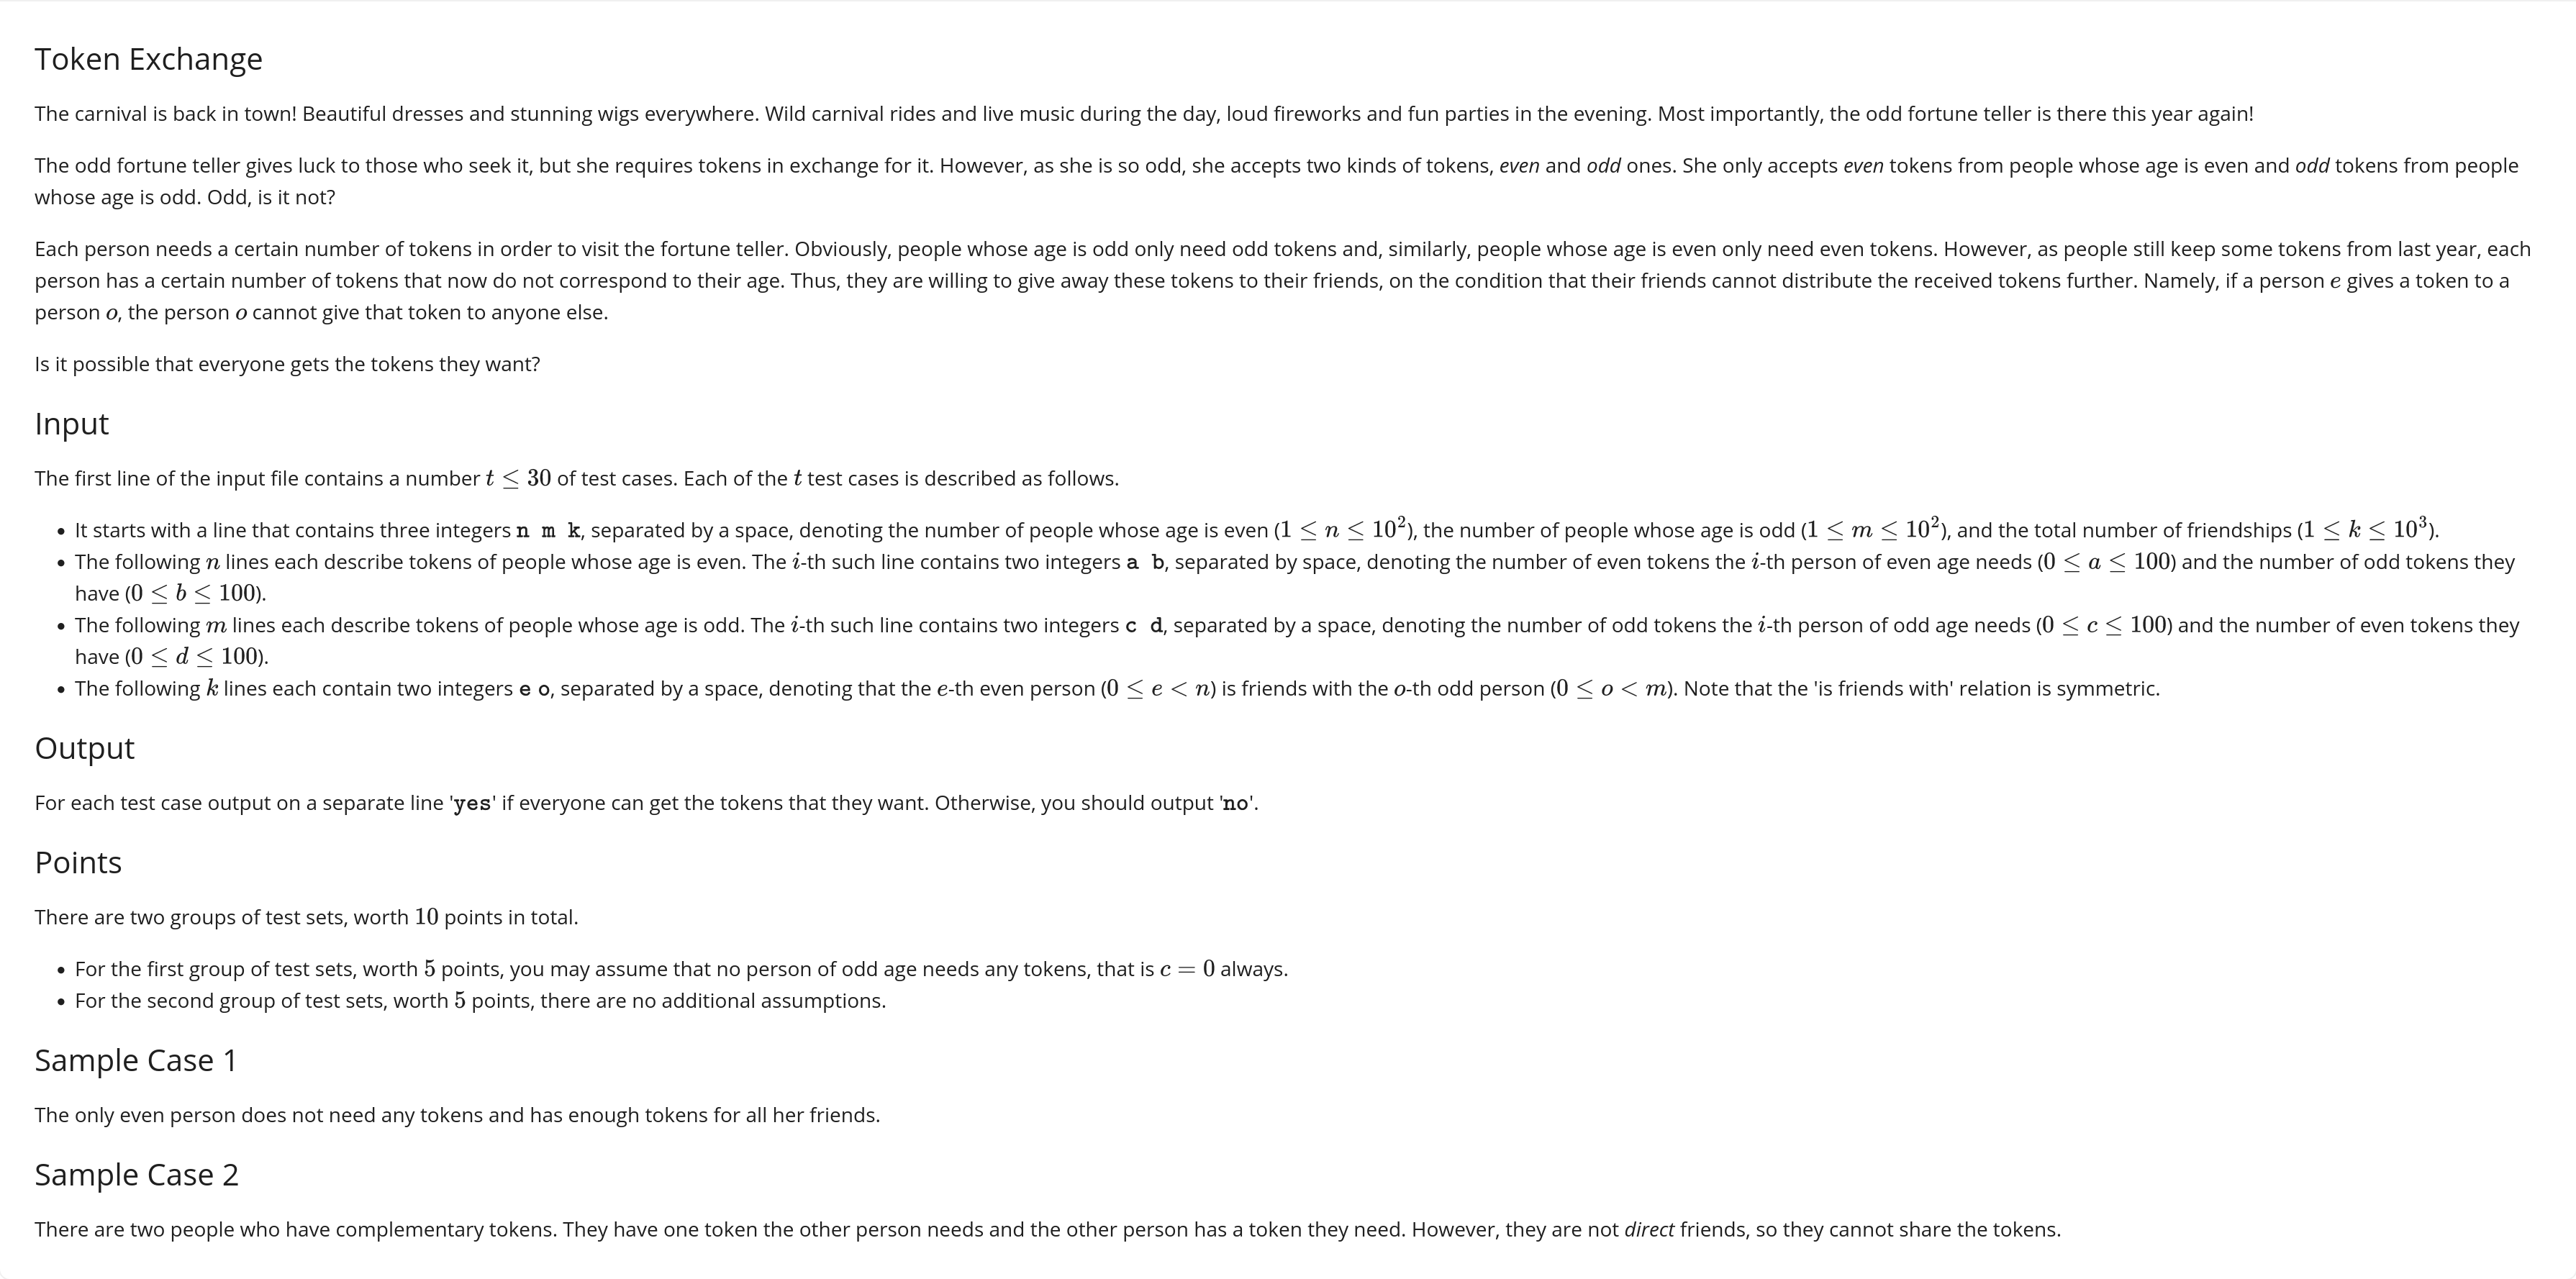 Token Exchange
The carnival is back in town! Beautiful dresses and stunning wigs everywhere. Wild carnival rides and live music during the day, loud fireworks and fun parties in the evening. Most importantly, the odd fortune teller is there this year again!
The odd fortune teller gives luck to those who seek it, but she requires tokens in exchange for it. However, as she is so odd, she accepts two kinds of tokens, even and odd ones. She only accepts even tokens from people whose age is even and odd tokens from people
whose age is odd. Odd, is it not?
Each person needs a certain number of tokens in order to visit the fortune teller. Obviously, people whose age is odd only need odd tokens and, similarly, people whose age is even only need even tokens. However, as people still keep some tokens from last year, each
person has a certain number of tokens that now do not correspond to their age. Thus, they are willing to give away these tokens to their friends, on the condition that their friends cannot distribute the received tokens further. Namely, if a person e gives a token to a
person o, the person o cannot give that token to anyone else.
Is it possible that everyone gets the tokens they want?
Input
The first line of the input file contains a number t ≤ 30 of test cases. Each of the t test cases is described as follows.
• It starts with a line that contains three integers n m k, separated by a space, denoting the number of people whose age is even (1 ≤ n ≤ 10²), the number of people whose age is odd (1 ≤ m ≤ 10²), and the total number of friendships (1 ≤ k ≤ 10³).
• The following n lines each describe tokens of people whose age is even. The i-th such line contains two integers a b, separated by space, denoting the number of even tokens the i-th person of even age needs (0 ≤ a ≤ 100) and the number of odd tokens they
have (0 ≤ b ≤ 100).
• The following m lines each describe tokens of people whose age is odd. The i-th such line contains two integers c d, separated by a space, denoting the number of odd tokens the i-th person of odd age needs (0 ≤ c ≤ 100) and the number of even tokens they
have (0 ≤ d ≤ 100).
• The following k lines each contain two integers e o, separated by a space, denoting that the e-th even person (0 ≤ e < n) is friends with the o-th odd person (0 ≤ o < m). Note that the 'is friends with' relation is symmetric.
Output
For each test case output on a separate line 'yes' if everyone can get the tokens that they want. Otherwise, you should output 'no'.
Points
There are two groups of test sets, worth 10 points in total.
• For the first group of test sets, worth 5 points, you may assume that no person of odd age needs any tokens, that is c = 0 always.
• For the second group of test sets, worth 5 points, there are no additional assumptions.
Sample Case 1
The only even person does not need any tokens and has enough tokens for all her friends.
Sample Case 2
There are two people who have complementary tokens. They have one token the other person needs and the other person has a token they need. However, they are not direct friends, so they cannot share the tokens.